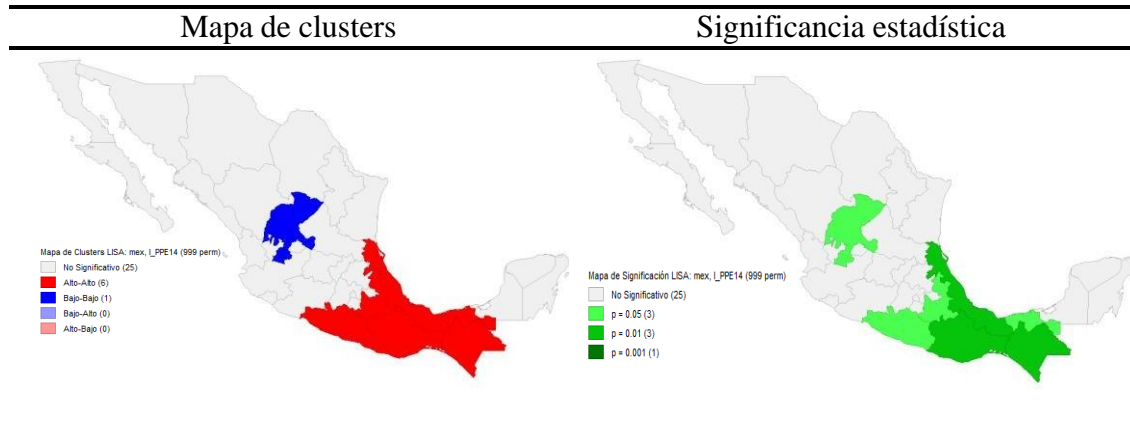 Mapa de clusters
Significancia estadística
Mapa de Clusters LISA: mex, I_PPE14 (999 perm)
No Significativo (25)
Alto-Alto (6)
Bajo-Bajo (1)
Bajo-Alto (0)
Alto-Bajo (0)
Mapa de Significación LISA: mex, I_PPE14 (999 perm)
No Significativo (25)
p = 0.05 (3)
p = 0.01 (3)
p = 0.001 (1)